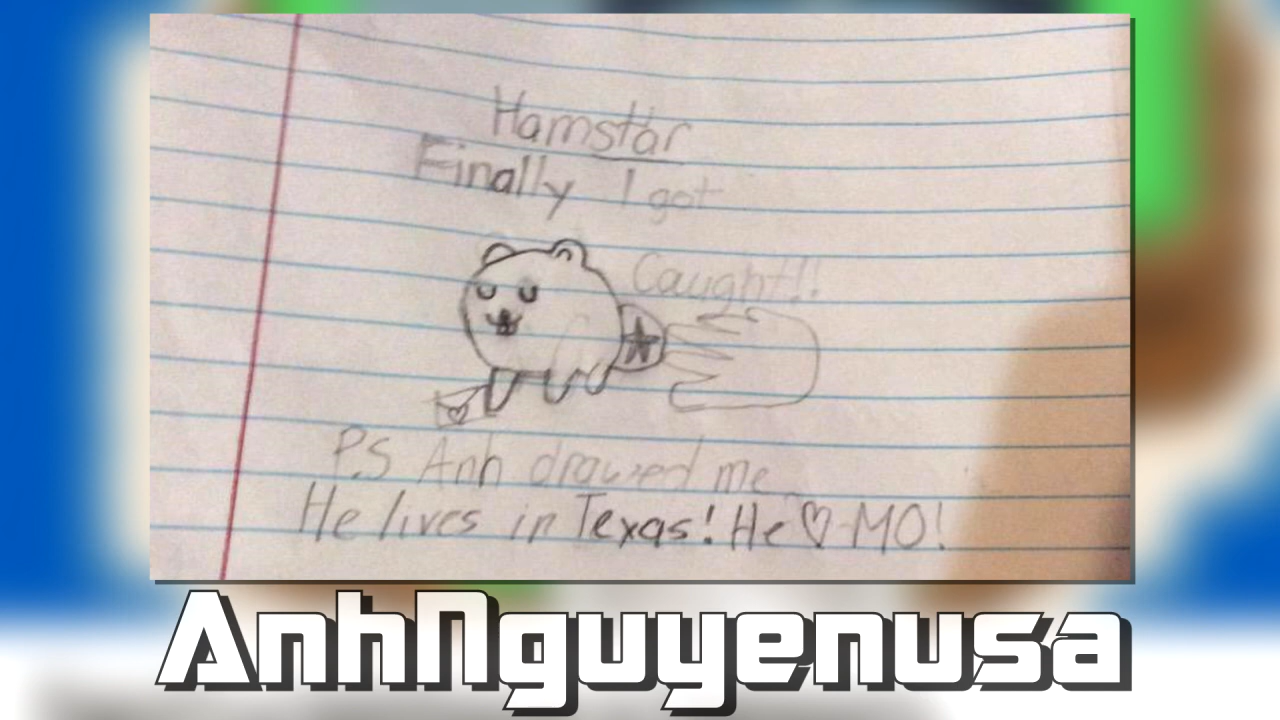 Hamstar
Finally I got
Caught!!
P.S Anh drawed me
He lives in Texas! He ♡ MO!
AnhNguyenusa